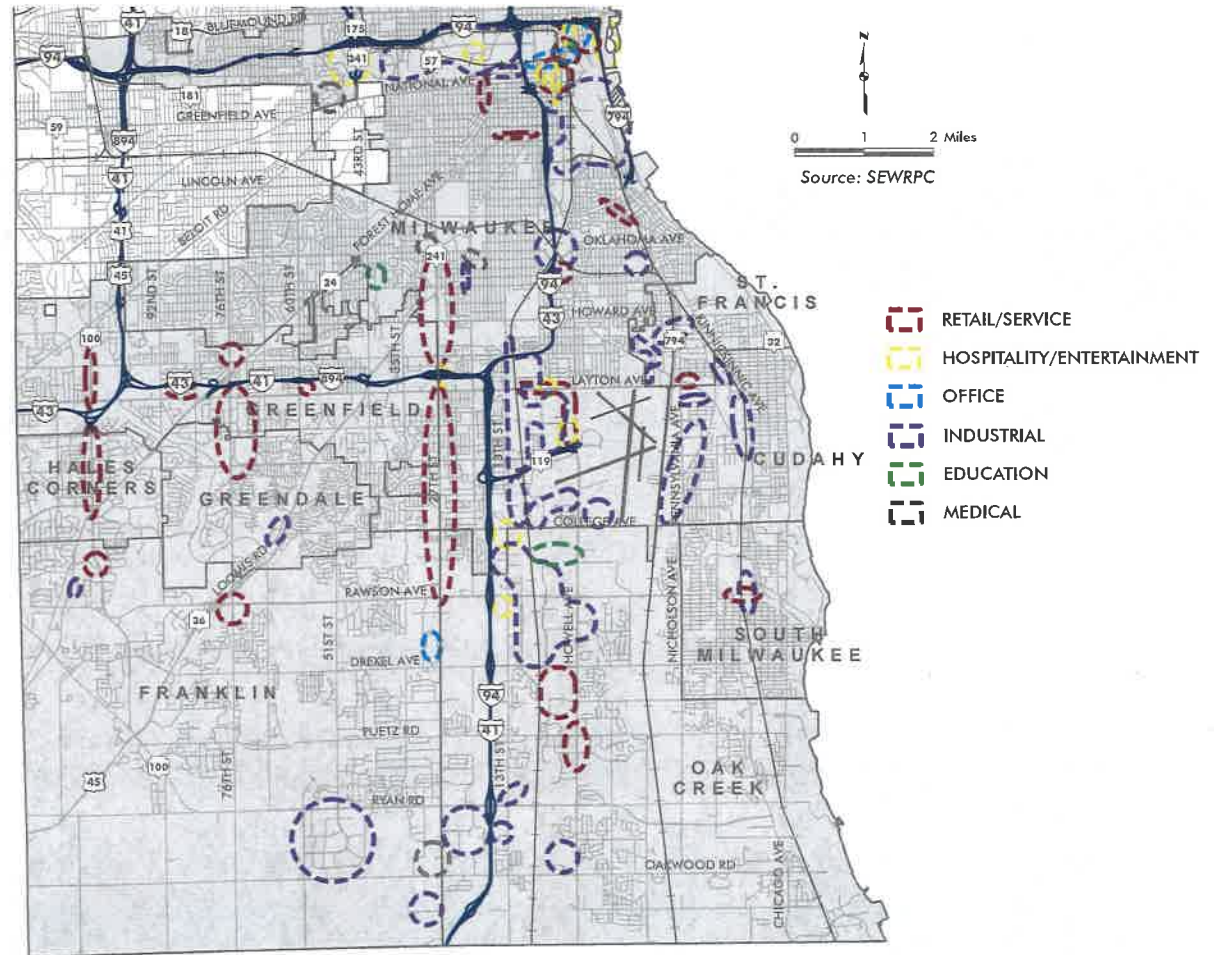 BLUEMOUND RD
41
18
175
94
94
341
57
NATIONAL AVE
181
GREENFIELD AVE
59
894
794
43RD ST
41
LINCOLN AVE
BELOIT RD
FOREST HOME AVE
MILWAUKEE
41
OKLAHOMA AVE
241
45
92ND ST
76TH ST
60TH ST
24
94
ST.
FRANCIS
HOWARD AVE
43
KINNICKINNIC AVE
100
35TH ST
794
32
43
41
894
LAYTON AVE
43
GREENFIELD
13TH ST
PENNSYLVANIA AVE
HALES
CORNERS
27TH ST
119
CUDAHY
GREENDALE
COLLEGE AVE
LOOMIS RD
RAWSON AVE
36
51ST ST
HOWELL AVE
NICHOLSON AVE
SOUTH
MILWAUKEE
DREXEL AVE
FRANKLIN
94
41
PUETZ RD
100
45
76TH ST
13TH ST
OAK
CREEK
RYAN RD
OAKWOOD RD
CHICAGO AVE
N
0 1 2 Miles
Source: SEWRPC
RETAIL/SERVICE
HOSPITALITY/ENTERTAINMENT
OFFICE
INDUSTRIAL
EDUCATION
MEDICAL